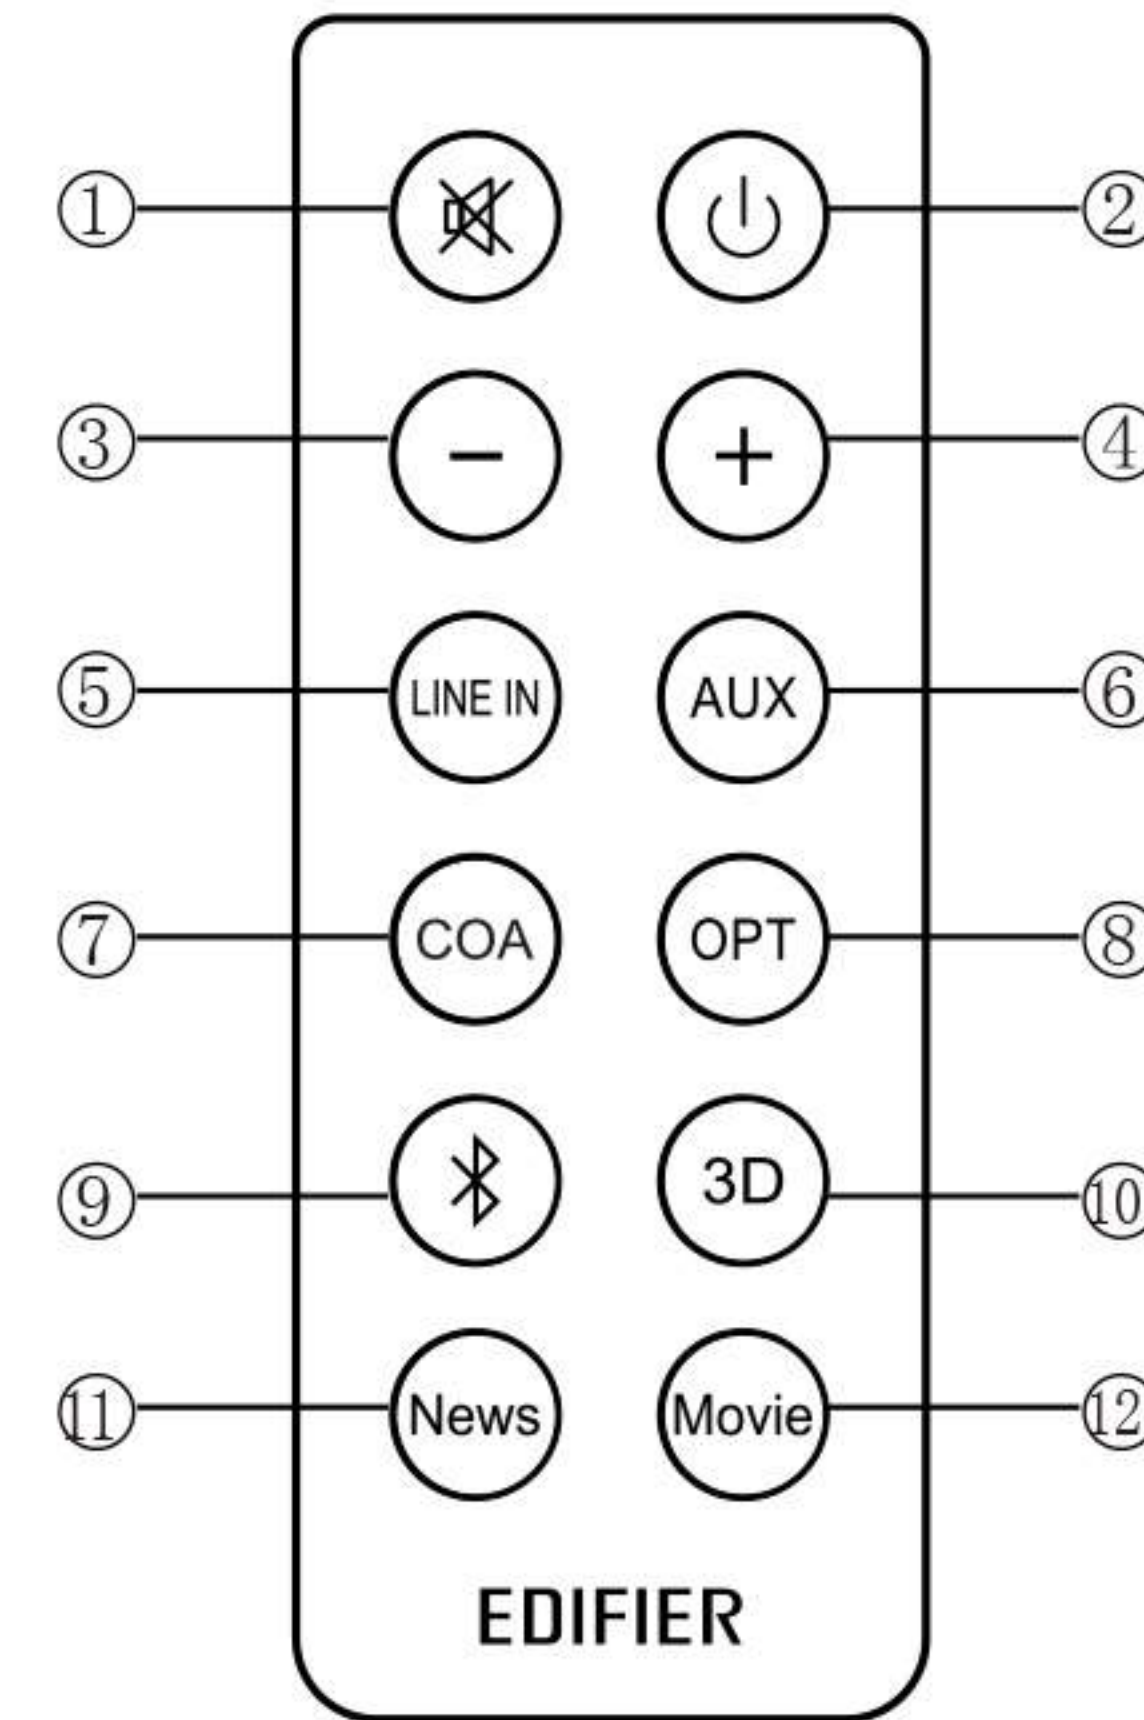 ① ②
③ − + ④
⑤ LINE IN AUX ⑥
⑦ COA OPT ⑧
⑨ 3D ⑩
⑪ News Movie ⑫
EDIFIER